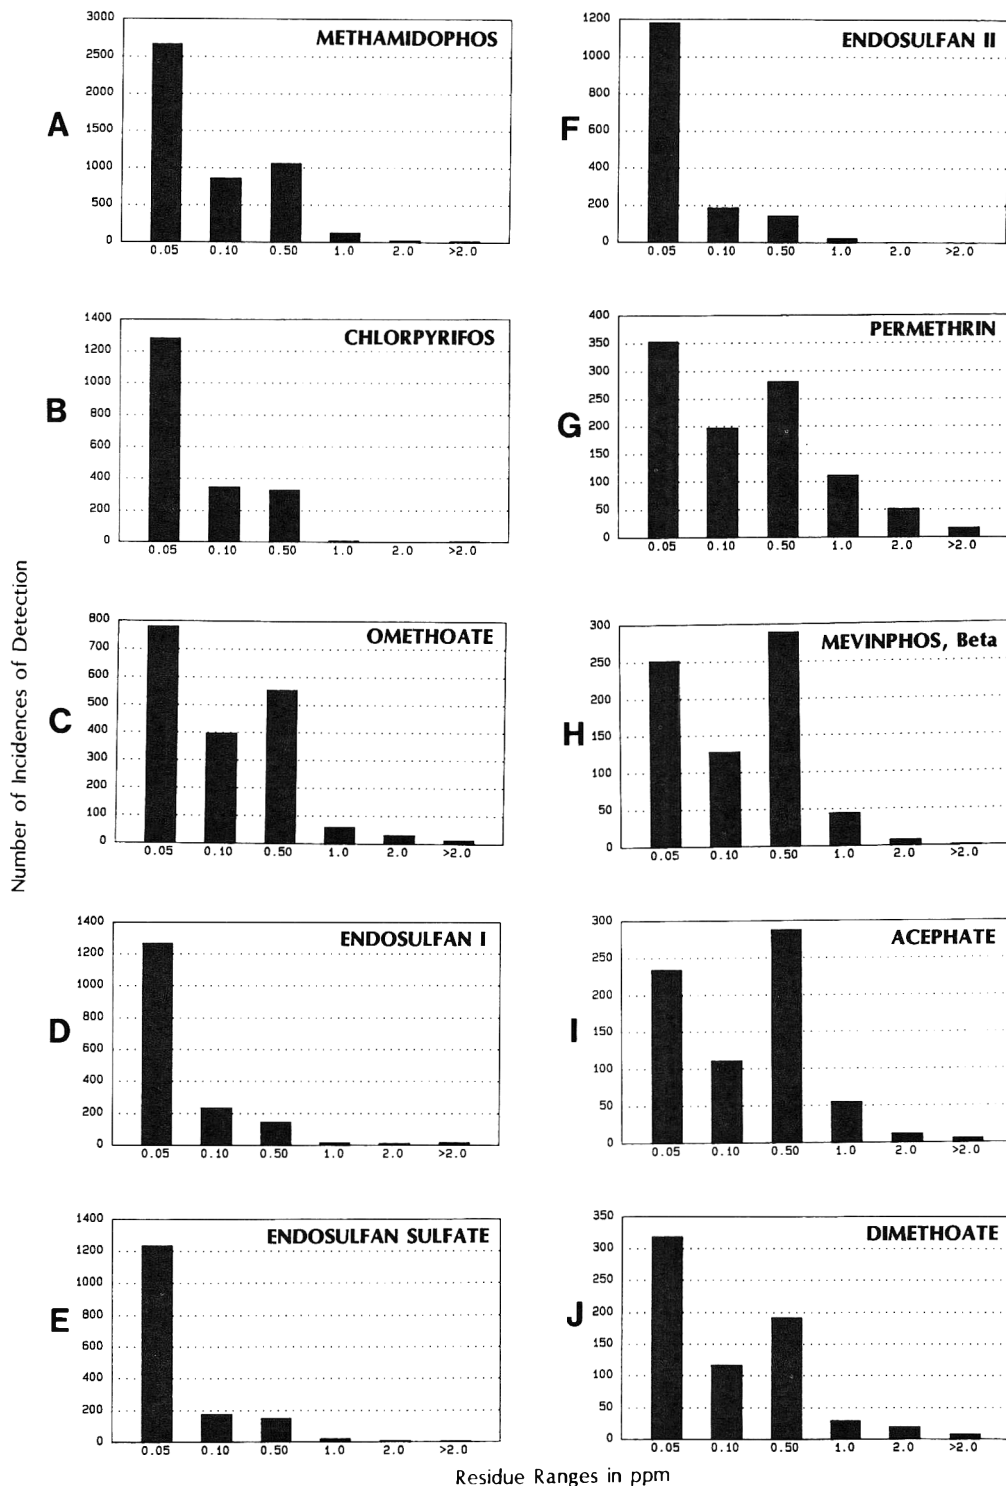 Number of Incidences of Detection
A
METHAMIDOPHOS
3000
2500
2000
1500
1000
500
0
0.05 0.10 0.50 1.0 2.0 >2.0
B
CHLORPYRIFOS
1400
1200
1000
800
600
400
200
0
0.05 0.10 0.50 1.0 2.0 >2.0
C
OMETHOATE
800
700
600
500
400
300
200
100
0
0.05 0.10 0.50 1.0 2.0 >2.0
D
ENDOSULFAN I
1400
1200
1000
800
600
400
200
0
0.05 0.10 0.50 1.0 2.0 >2.0
E
ENDOSULFAN SULFATE
1400
1200
1000
800
600
400
200
0
0.05 0.10 0.50 1.0 2.0 >2.0
F
ENDOSULFAN II
1200
1000
800
600
400
200
0
0.05 0.10 0.50 1.0 2.0 >2.0
G
PERMETHRIN
400
350
300
250
200
150
100
50
0
0.05 0.10 0.50 1.0 2.0 >2.0
H
MEVINPHOS, Beta
300
250
200
150
100
50
0
0.05 0.10 0.50 1.0 2.0 >2.0
I
ACEPHATE
300
250
200
150
100
50
0
0.05 0.10 0.50 1.0 2.0 >2.0
J
DIMETHOATE
350
300
250
200
150
100
50
0
0.05 0.10 0.50 1.0 2.0 >2.0
Residue Ranges in ppm